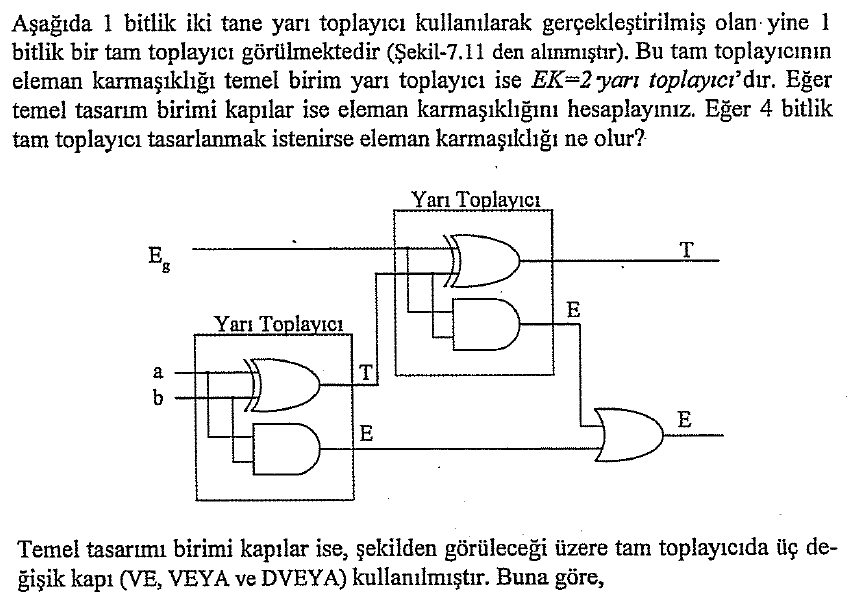 Aşağıda 1 bitlik iki tane yarı toplayıcı kullanılarak gerçekleştirilmiş olan yine 1
bitlik bir tam toplayıcı görülmektedir (Şekil-7.11 den alınmıştır). Bu tam toplayıcının
eleman karmaşıklığı temel birim yarı toplayıcı ise EK=2 yarı toplayıcı'dır. Eğer
temel tasarım birimi kapılar ise eleman karmaşıklığını hesaplayınız. Eğer 4 bitlik
tam toplayıcı tasarlanmak istenirse eleman karmaşıklığı ne olur?
Yarı Toplayıcı
Eg
T
E
Yarı Toplayıcı
a
b
T
E
E
Temel tasarımı birimi kapılar ise, şekilden görüleceği üzere tam toplayıcıda üç de-
ğişik kapı (VE, VEYA ve DVEYA) kullanılmıştır. Buna göre,